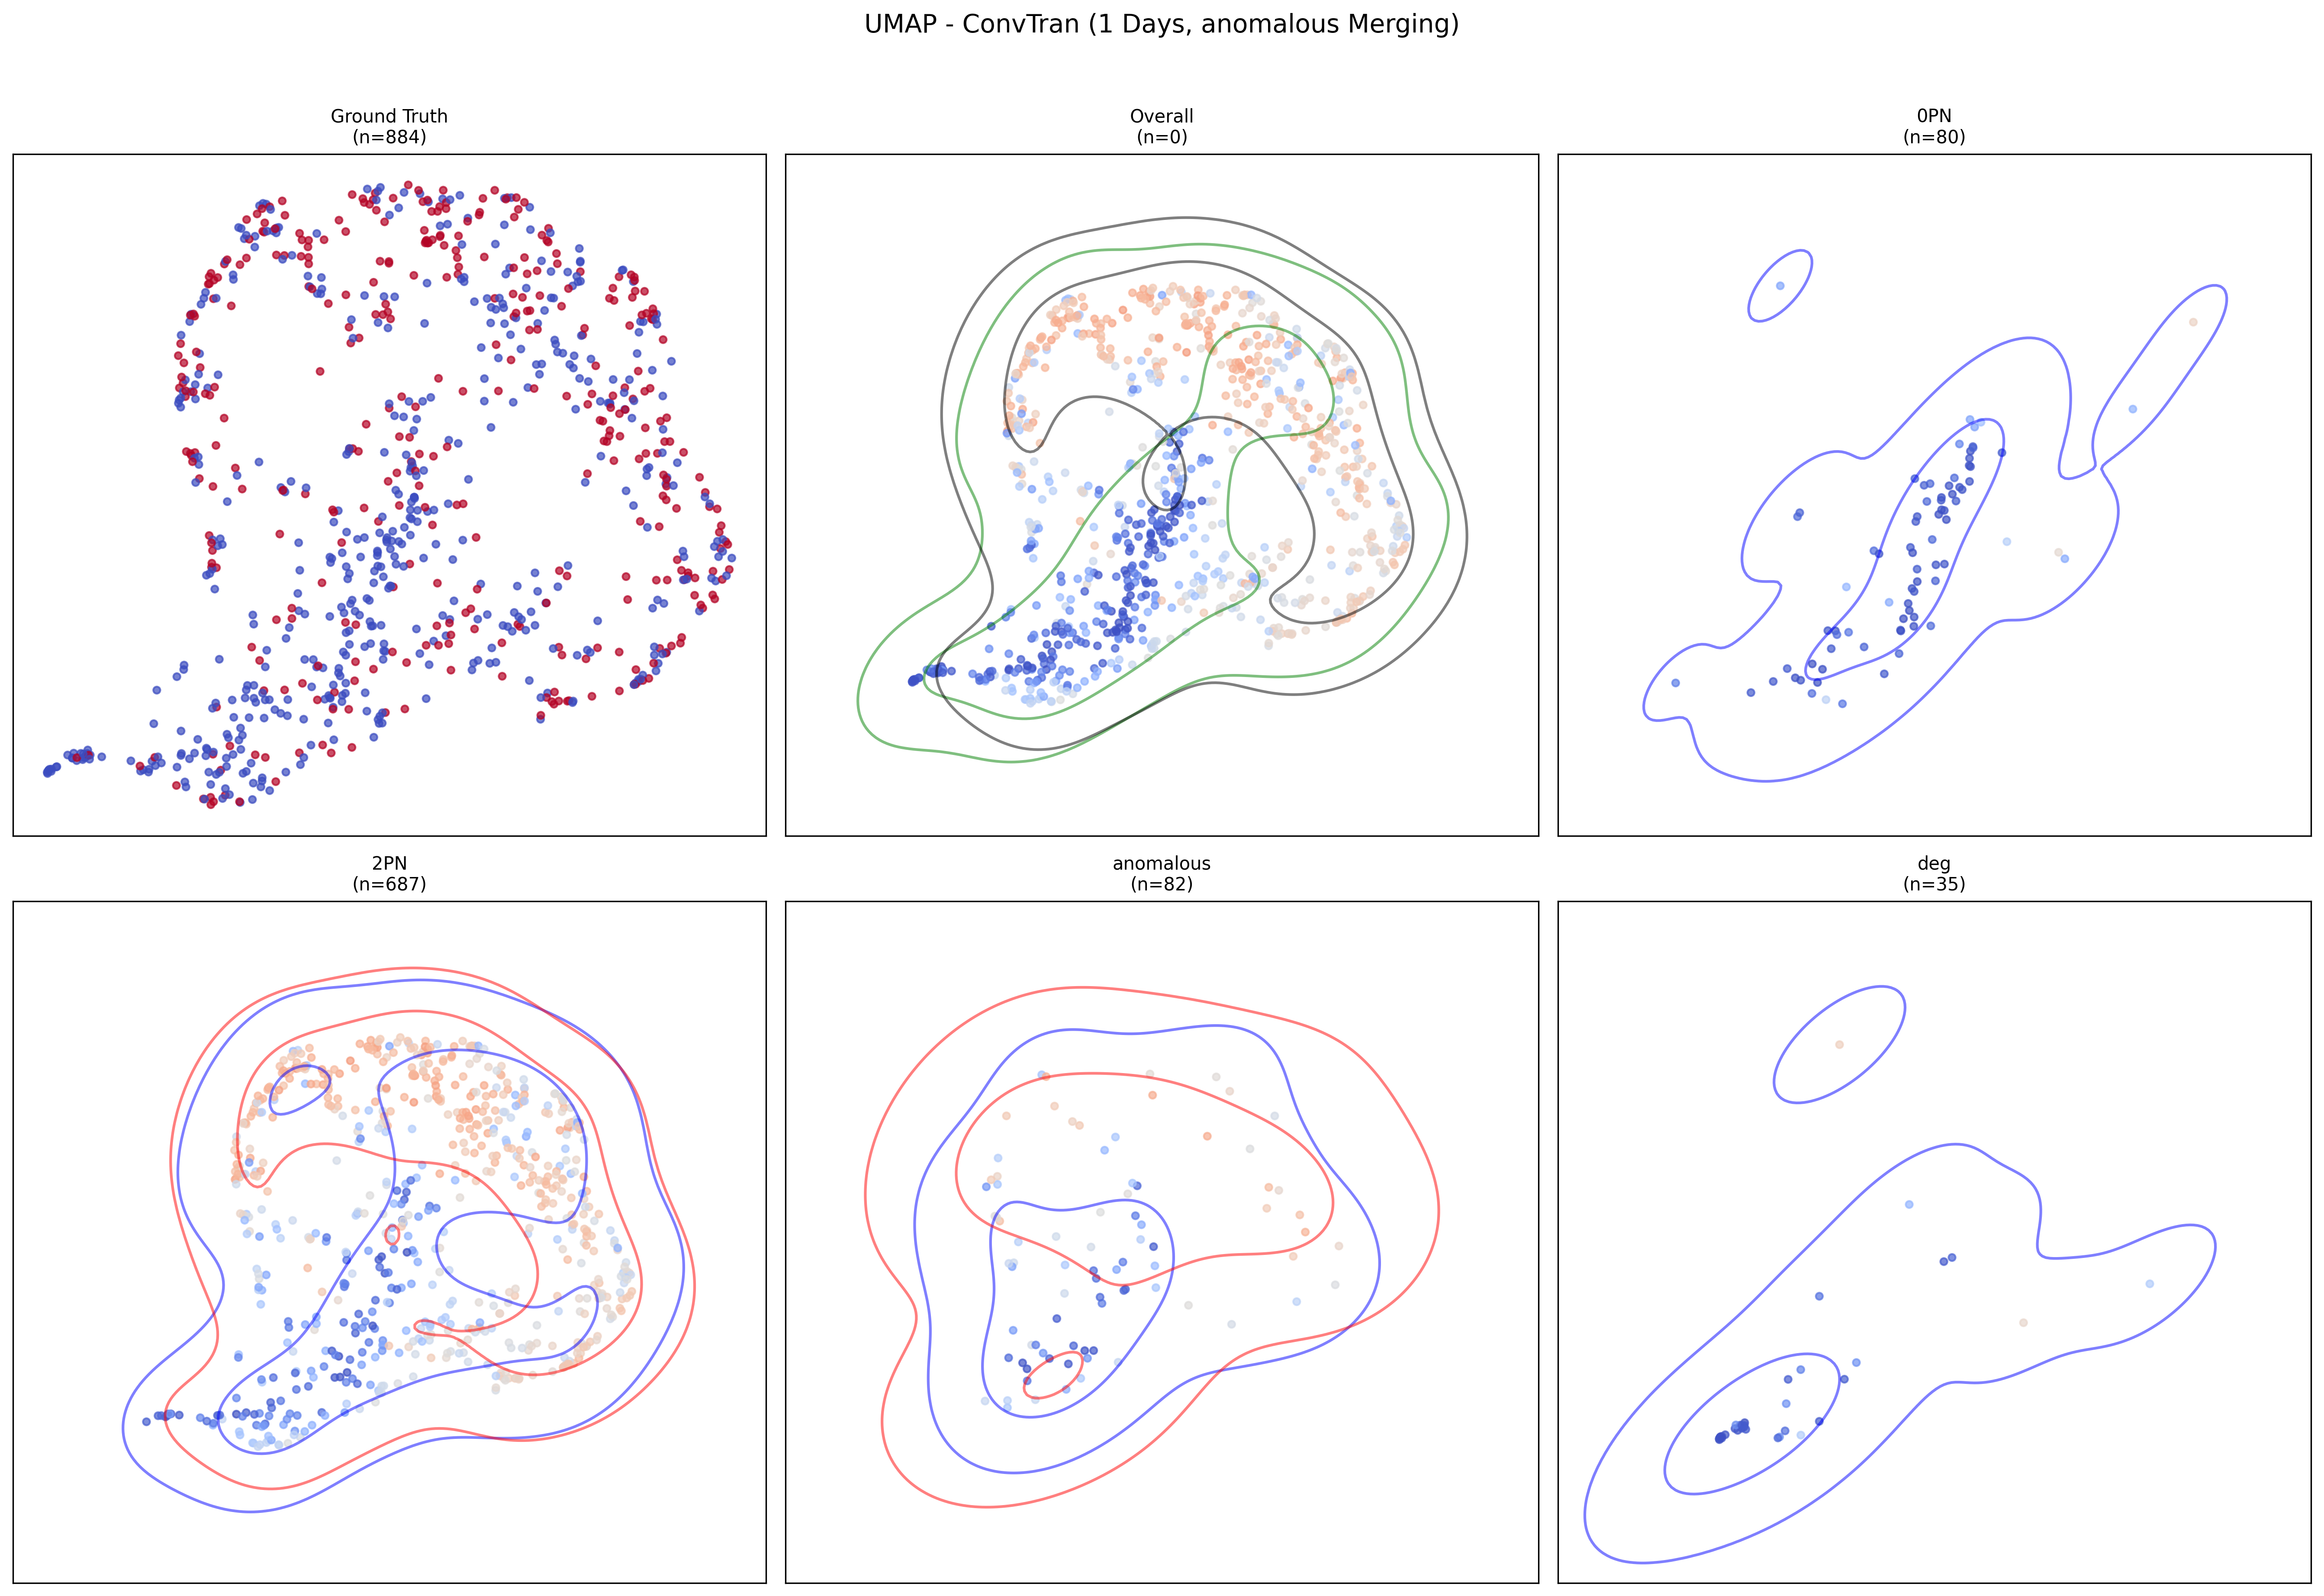 UMAP - ConvTran (1 Days, anomalous Merging)
Ground Truth
(n=884)
Overall
(n=0)
0PN
(n=80)
2PN
(n=687)
anomalous
(n=82)
deg
(n=35)